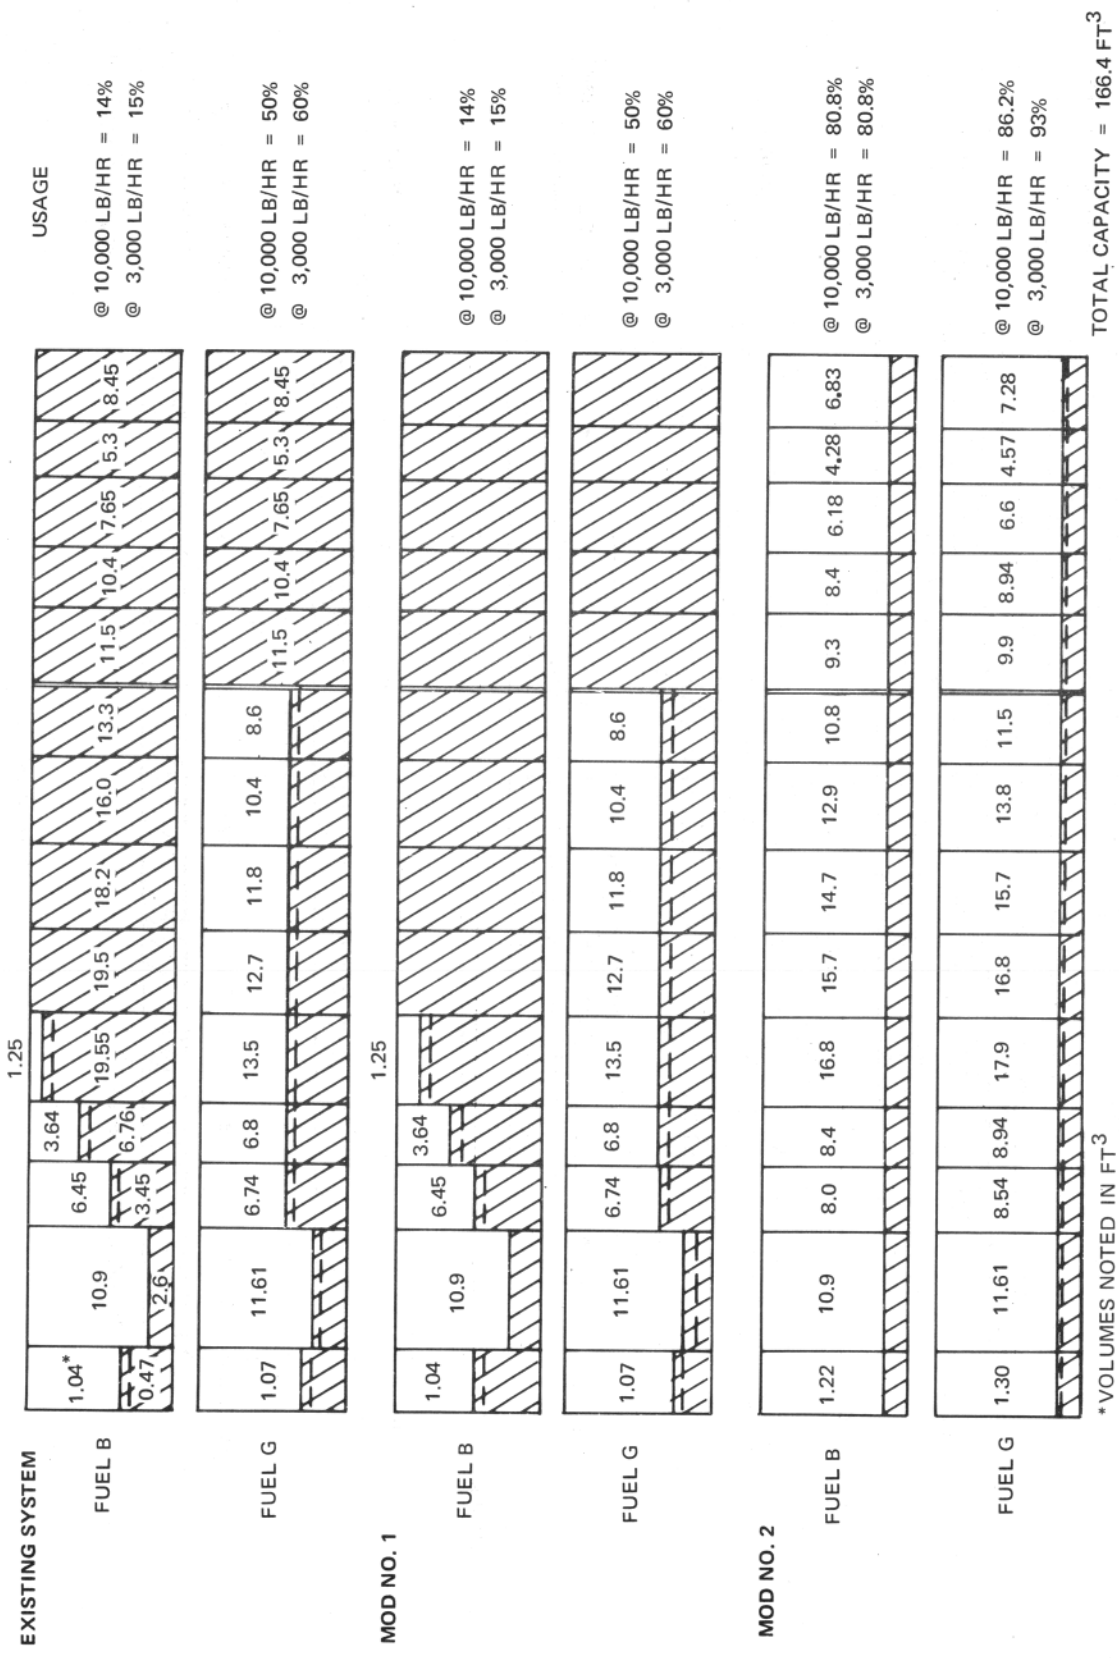 USAGE
EXISTING SYSTEM
1.25
FUEL B
1.04* 10.9 6.45 3.64
0.47 2.6 3.45 6.76 19.55 19.5 18.2 16.0 13.3 11.5 10.4 7.65 5.3 8.45
@ 10,000 LB/HR = 14%
@ 3,000 LB/HR = 15%
FUEL G
1.07 11.61 6.74 6.8 13.5 12.7 11.8 10.4 8.6 11.5 10.4 7.65 5.3 8.45
@ 10,000 LB/HR = 50%
@ 3,000 LB/HR = 60%
MOD NO. 1
1.25
FUEL B
1.04 10.9 6.45 3.64
@ 10,000 LB/HR = 14%
@ 3,000 LB/HR = 15%
FUEL G
1.07 11.61 6.74 6.8 13.5 12.7 11.8 10.4 8.6
@ 10,000 LB/HR = 50%
@ 3,000 LB/HR = 60%
MOD NO. 2
FUEL B
1.22 10.9 8.0 8.4 16.8 15.7 14.7 12.9 10.8 9.3 8.4 6.18 4.28 6.83
@ 10,000 LB/HR = 80.8%
@ 3,000 LB/HR = 80.8%
FUEL G
1.30 11.61 8.54 8.94 17.9 16.8 15.7 13.8 11.5 9.9 8.94 6.6 4.57 7.28
@ 10,000 LB/HR = 86.2%
@ 3,000 LB/HR = 93%
*VOLUMES NOTED IN FT³
TOTAL CAPACITY = 166.4 FT³